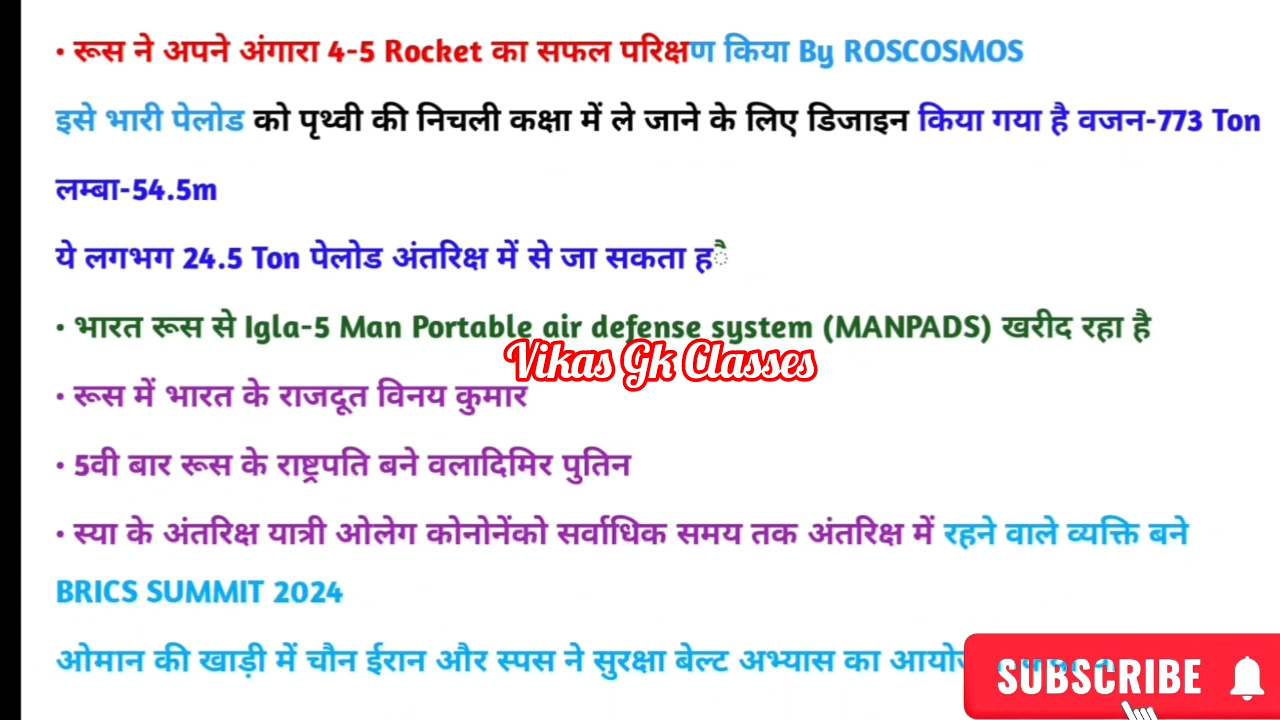 • रूस ने अपने अंगारा 4-5 Rocket का सफल परिक्षण किया By ROSCOSMOS
इसे भारी पेलोड को पृथ्वी की निचली कक्षा में ले जाने के लिए डिजाइन किया गया है वजन-773 Ton
लम्बा-54.5m
ये लगभग 24.5 Ton पेलोड अंतरिक्ष में से जा सकता है
• भारत रूस से Igla-5 Man Portable air defense system (MANPADS) खरीद रहा है
Vikas Gk Classes
• रूस में भारत के राजदूत विनय कुमार
• 5वी बार रूस के राष्ट्रपति बने वलादिमिर पुतिन
• स्या के अंतरिक्ष यात्री ओलेग कोनोनेंको सर्वाधिक समय तक अंतरिक्ष में रहने वाले व्यक्ति बने
BRICS SUMMIT 2024
ओमान की खाड़ी में चौन ईरान और स्पस ने सुरक्षा बेल्ट अभ्यास का
SUBSCRIBE